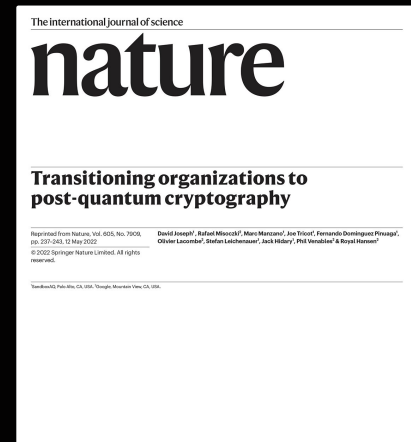 The international journal of science
nature
Transitioning organizations to
post-quantum cryptography
Reprinted from Nature, Vol. 605, No. 7909,
pp. 237-243, 12 May 2022
© 2022 Springer Nature Limited. All rights
reserved.
David Joseph¹, Rafael Misoczki², Marc Manzano¹, Joe Tricot¹, Fernando Dominguez Pinuaga¹,
Olivier Lacombe², Stefan Leichenauer¹, Jack Hidary¹, Phil Venables² & Royal Hansen²
¹SandboxAQ, Palo Alto, CA, USA. ²Google, Mountain View, CA, USA.